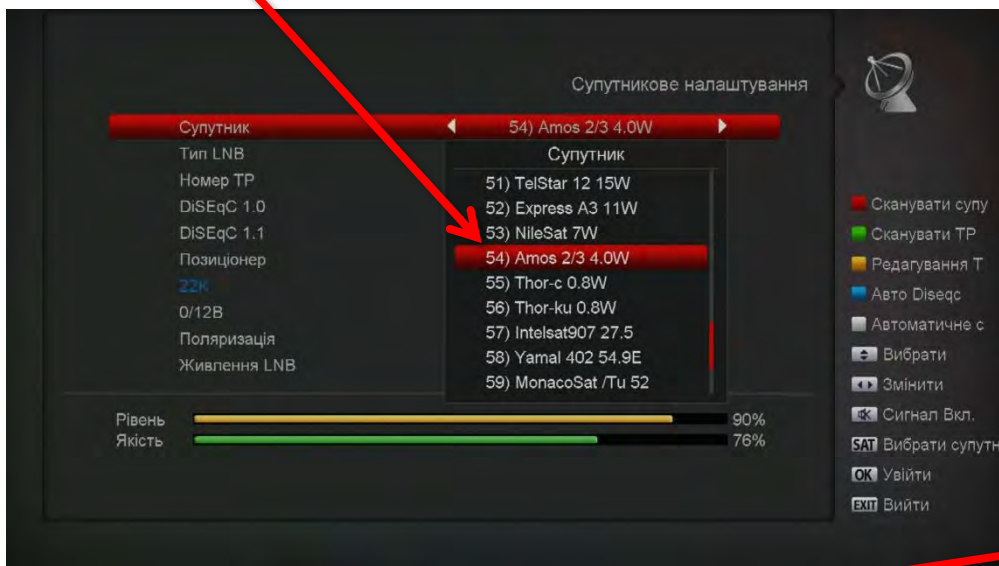 Супутникове налаштування
Супутник
54) Amos 2/3 4.0W
Тип LNB
Супутник
Номер TP
51) TelStar 12 15W
DiSEqC 1.0
52) Express A3 11W
DiSEqC 1.1
53) NileSat 7W
Позиціонер
54) Amos 2/3 4.0W
22K
55) Thor-c 0.8W
0/12В
56) Thor-ku 0.8W
Поляризація
57) Intelsat907 27.5
Живлення LNB
58) Yamal 402 54.9E
59) MonacoSat /Tu 52
Рівень
90%
Якість
76%
Сканувати супу
Сканувати TP
Редагування Т
Авто Diseqc
Автоматичне с
Вибрати
Змінити
Сигнал Вкл.
SAT Вибрати супутн
OK Увійти
EXIT Вийти